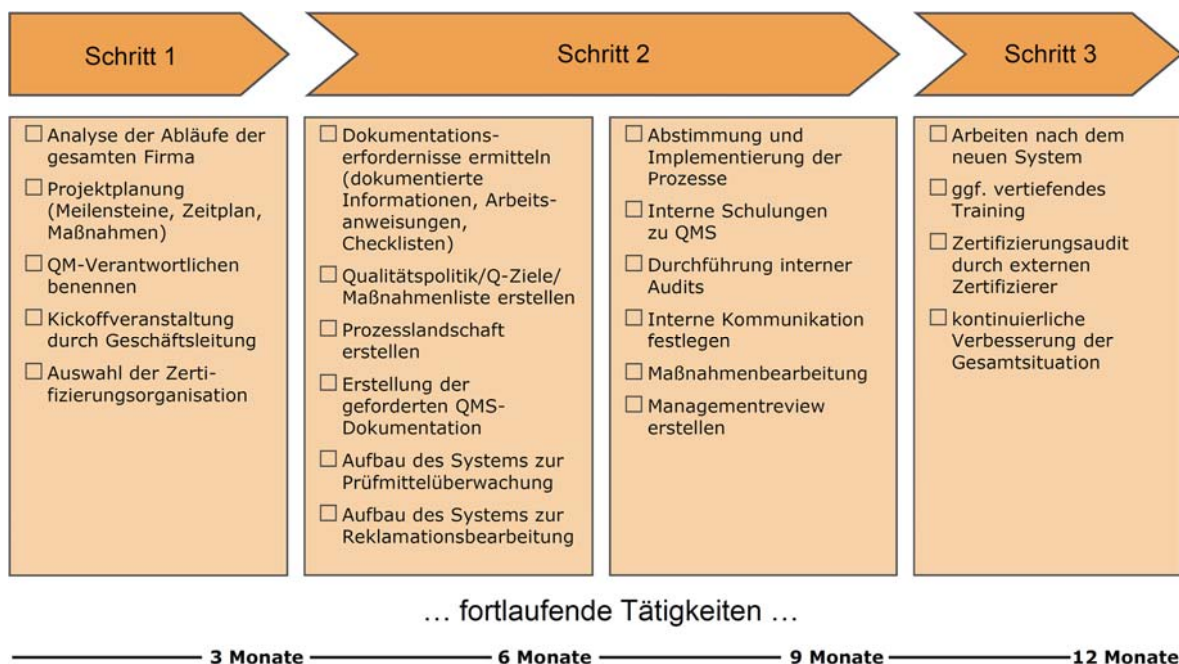 Schritt 1
Schritt 2
Schritt 3
Analyse der Abläufe der
gesamten Firma
Projektplanung
(Meilensteine, Zeitplan,
Maßnahmen)
QM-Verantwortlichen
benennen
Kickoffveranstaltung
durch Geschäftsleitung
Auswahl der Zerti-
fizierungsorganisation
Dokumentations-
erfordernisse ermitteln
(dokumentierte
Informationen, Arbeits-
anweisungen,
Checklisten)
Qualitätspolitik/Q-Ziele/
Maßnahmenliste erstellen
Prozesslandschaft
erstellen
Erstellung der
geforderten QMS-
Dokumentation
Aufbau des Systems zur
Prüfmittelüberwachung
Aufbau des Systems zur
Reklamationsbearbeitung
Abstimmung und
Implementierung der
Prozesse
Interne Schulungen
zu QMS
Durchführung interner
Audits
Interne Kommunikation
festlegen
Maßnahmenbearbeitung
Managementreview
erstellen
Arbeiten nach dem
neuen System
ggf. vertiefendes
Training
Zertifizierungsaudit
durch externen
Zertifizierer
kontinuierliche
Verbesserung der
Gesamtsituation
... fortlaufende Tätigkeiten ...
3 Monate
6 Monate
9 Monate
12 Monate